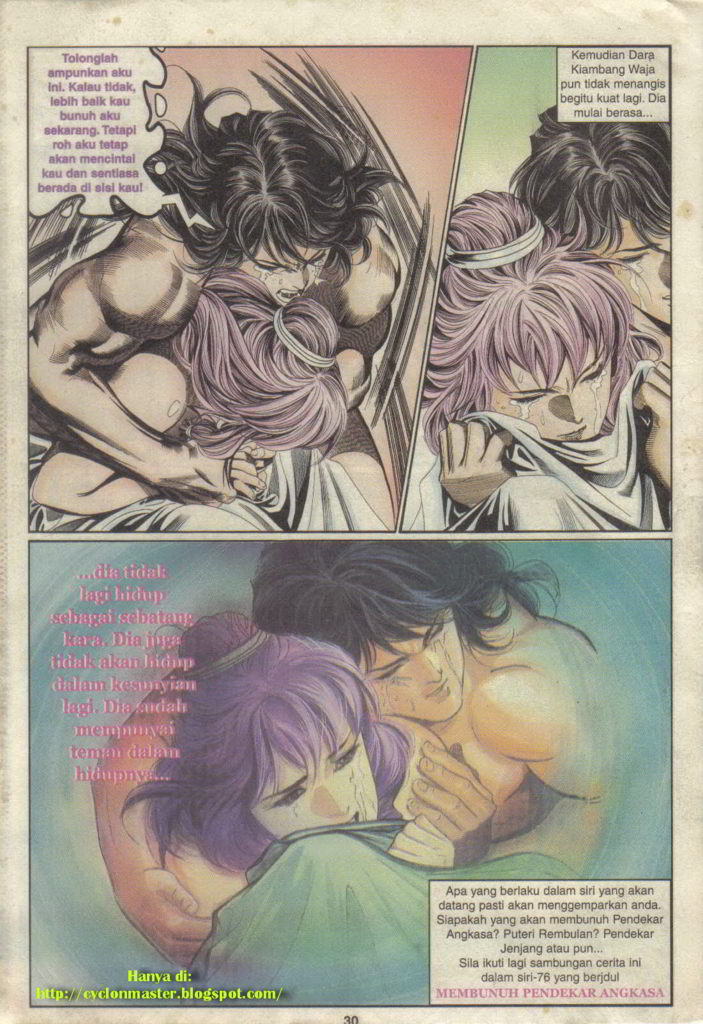 Tolonglah
ampunkan aku
ini. Kalau tidak,
lebih baik kau
bunuh aku
sekarang. Tetapi
roh aku tetap
akan mencintai
kau dan sentiasa
berada di sisi kau!
Kemudian Dara
Kiambang Waja
pun tidak menangis
begitu kuat lagi. Dia
mulai berasa...
...dia tidak
lagi hidup
sebagai sebatang
kara. Dia juga
tidak akan hidup
dalam kesunyian
lagi. Dia sudah
mempunyai
teman dalam
hidupnya...
Apa yang berlaku dalam siri yang akan
datang pasti akan menggemparkan anda.
Siapakah yang akan membunuh Pendekar
Angkasa? Puteri Rembulan? Pendekar
Jenjang atau pun...
Sila ikuti lagi sambungan cerita ini
dalam siri-76 yang berjdul
MEMBUNUH PENDEKAR ANGKASA
Hanya di:
http://cyclonmaster.blogspot.com/
30